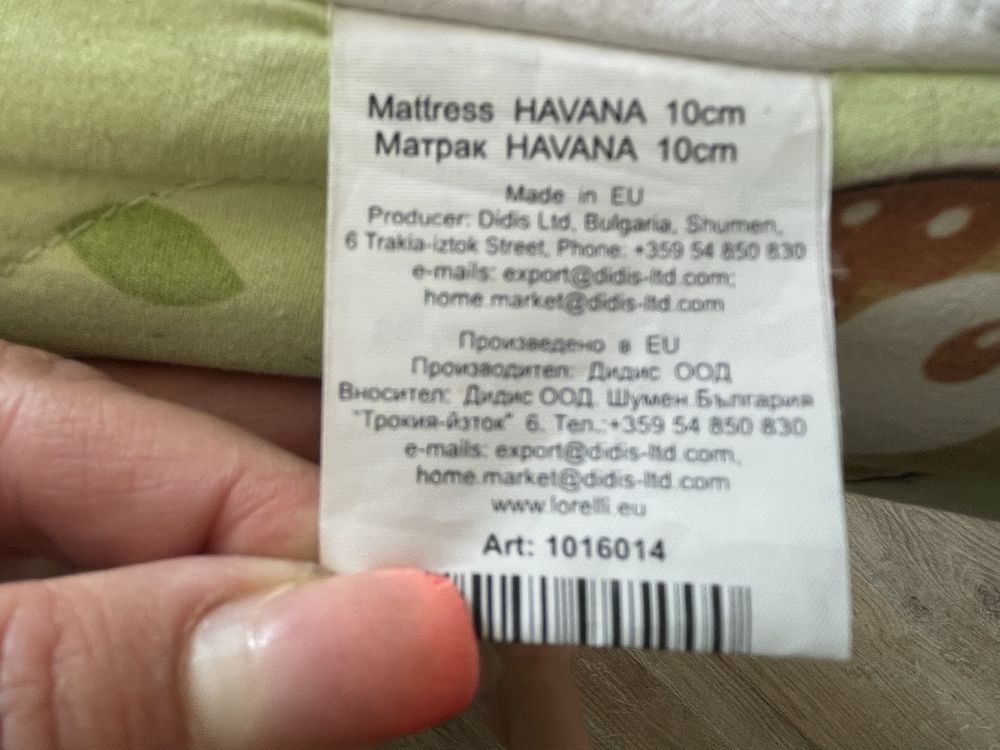 Mattress HAVANA 10cm
Матрак HAVANA 10cm
Made in EU
Producer: Didis Ltd, Bulgaria, Shumen,
6 Trakia-iztok Street, Phone: +359 54 850 830
e-mails: export@didis-ltd.com;
home.market@didis-ltd.com
Произведено в EU
Производител: Дидис ООД
Вносител: Дидис ООД, Шумен,България
"Тракия-йзток" 6. Тел.:+359 54 850 830
e-mails: export@didis-ltd.com,
home.market@didis-ltd.com
www.lorelli.eu
Art: 1016014